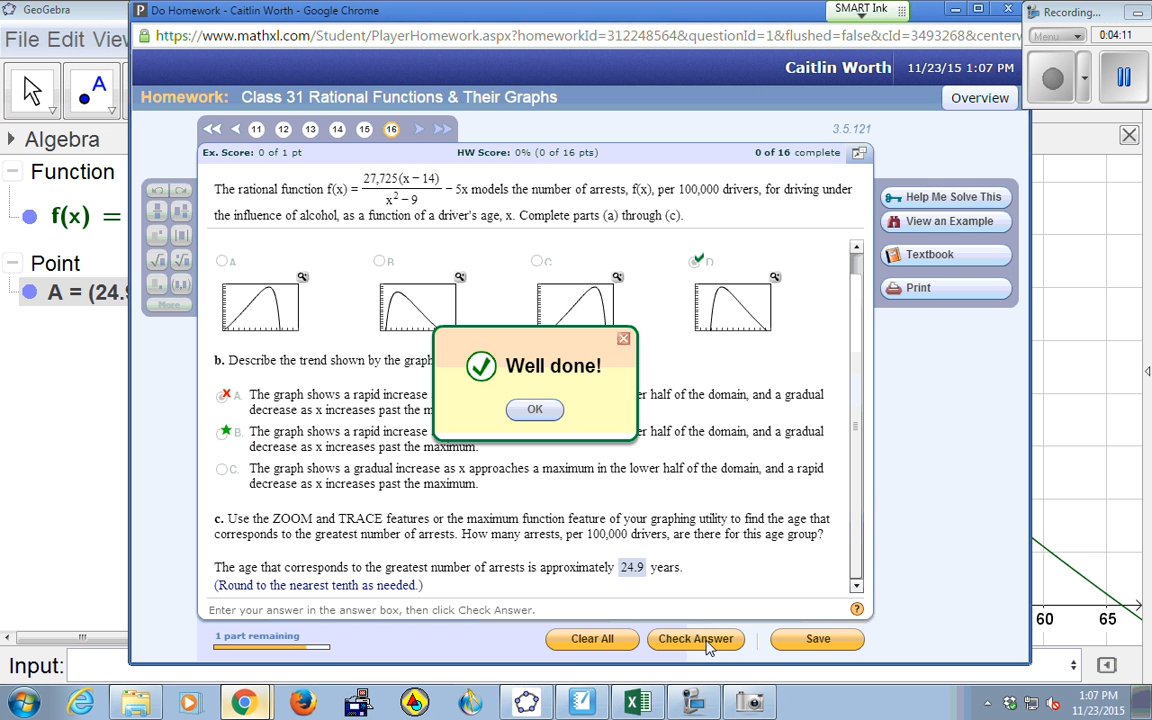 GeoGebra
Do Homework - Caitlin Worth - Google Chrome
SMART Ink
Recording...
File Edit View
https://www.mathxl.com/Student/PlayerHomework.aspx?homeworkId=312248564&questionId=1&flushed=false&cId=3493268&centerw
Menu
0:04:11
Caitlin Worth
11/23/15 1:07 PM
Homework: Class 31 Rational Functions & Their Graphs
Overview
A
Algebra
11 12 13 14 15 16
3.5.121
Function
Ex. Score: 0 of 1 pt
HW Score: 0% (0 of 16 pts)
0 of 16 complete
f(x) =
The rational function f(x) = 27,725(x − 14) / x² − 9 − 5x models the number of arrests, f(x), per 100,000 drivers, for driving under
the influence of alcohol, as a function of a driver's age, x. Complete parts (a) through (c).
Help Me Solve This
View an Example
Textbook
Print
Point
A = (24.9
More
A
B
C
D
b. Describe the trend shown by the graph
Well done!
OK
A. The graph shows a rapid increase er half of the domain, and a gradual
decrease as x increases past the m
B. The graph shows a rapid increase er half of the domain, and a gradual
decrease as x increases past the maximum.
C. The graph shows a gradual increase as x approaches a maximum in the lower half of the domain, and a rapid
decrease as x increases past the maximum.
c. Use the ZOOM and TRACE features or the maximum function feature of your graphing utility to find the age that
corresponds to the greatest number of arrests. How many arrests, per 100,000 drivers, are there for this age group?
The age that corresponds to the greatest number of arrests is approximately 24.9 years.
(Round to the nearest tenth as needed.)
Enter your answer in the answer box, then click Check Answer.
?
60 65
1 part remaining
Clear All
Check Answer
Save
Input:
1:07 PM
11/23/2015